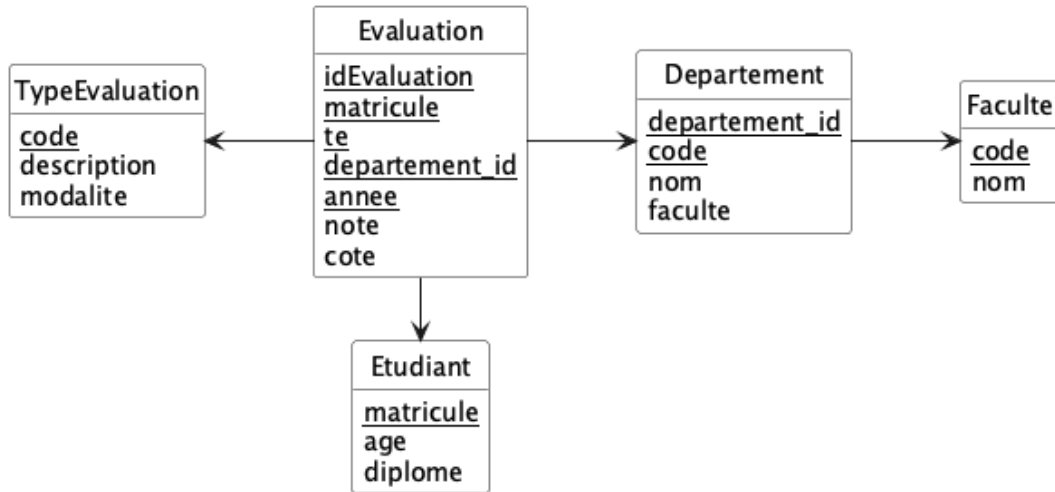 TypeEvaluation
code
description
modalite
Evaluation
idEvaluation
matricule
te
departement_id
annee
note
cote
Departement
departement_id
code
nom
faculte
Faculte
code
nom
Etudiant
matricule
age
diplome